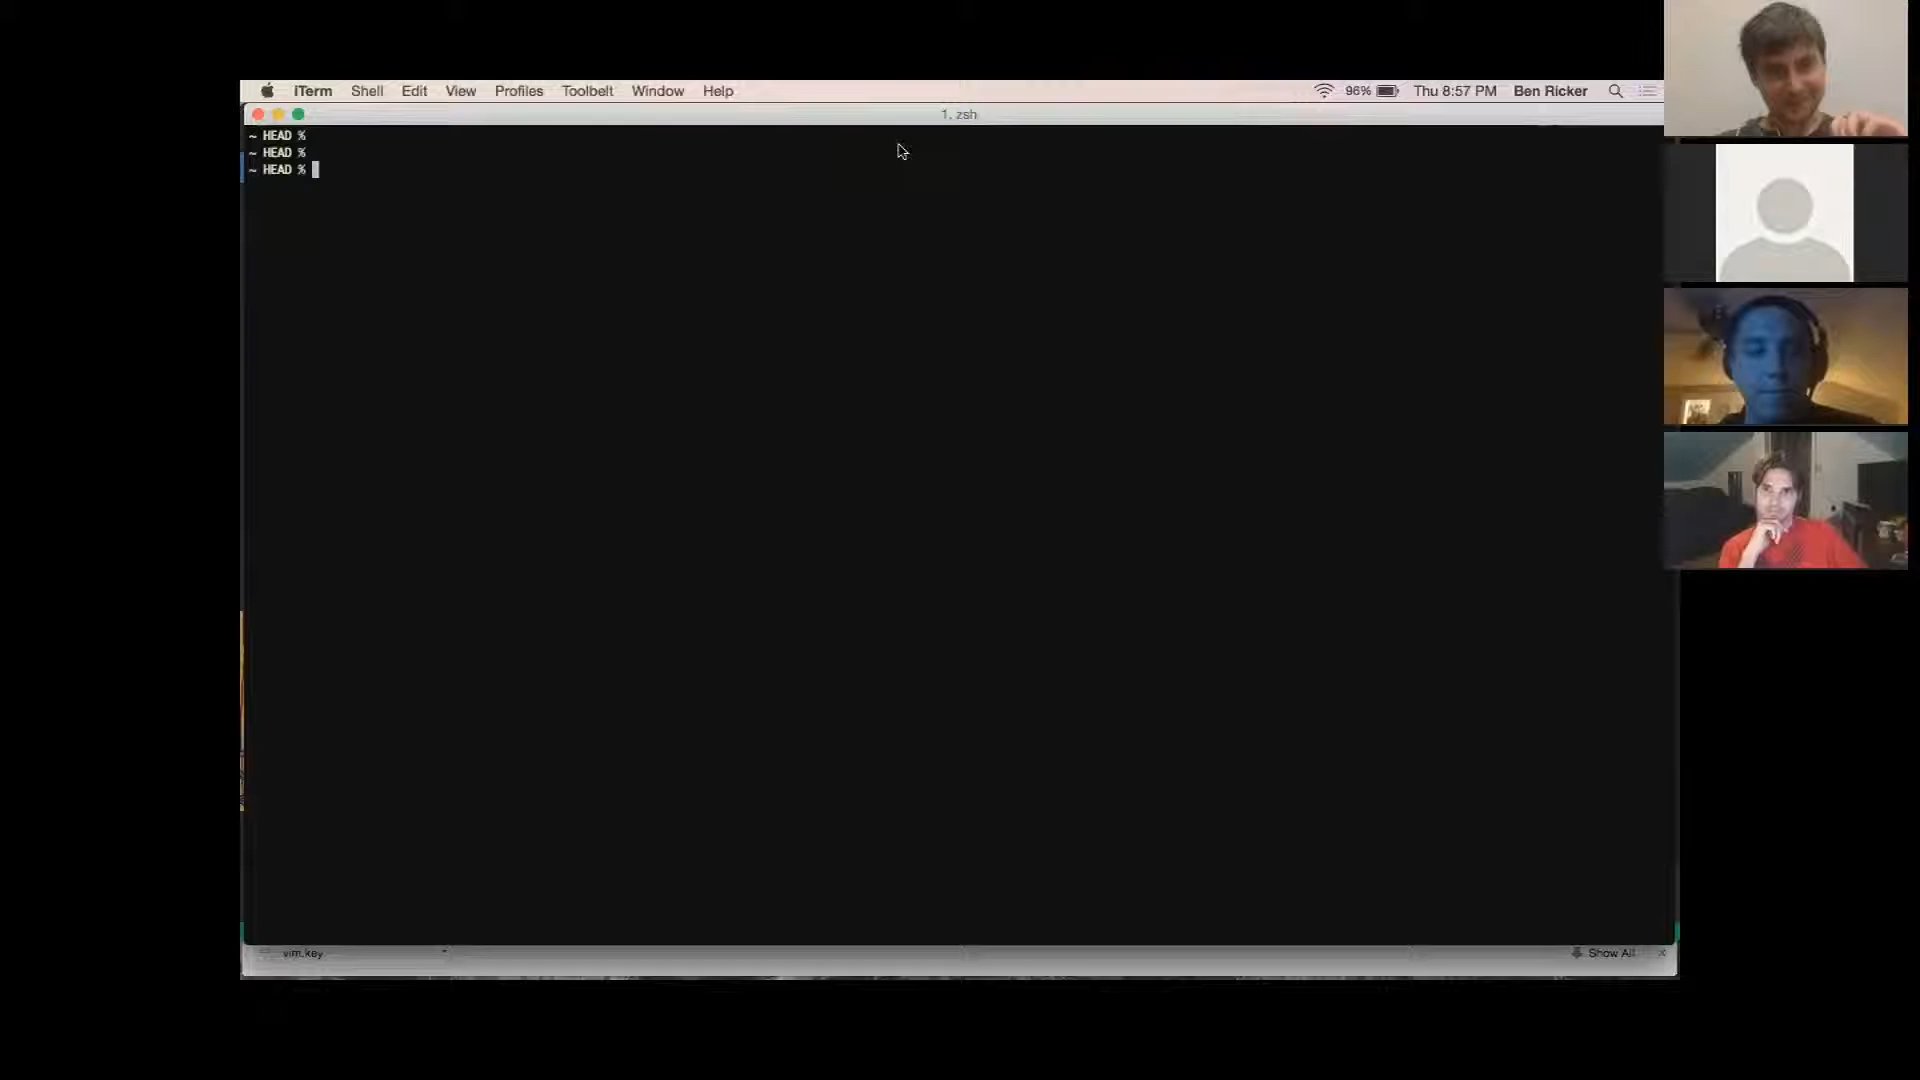 iTerm Shell Edit View Profiles Toolbelt Window Help 96% Thu 8:57 PM Ben Ricker
1. zsh
~ HEAD %
~ HEAD %
~ HEAD %
vim.key Show All